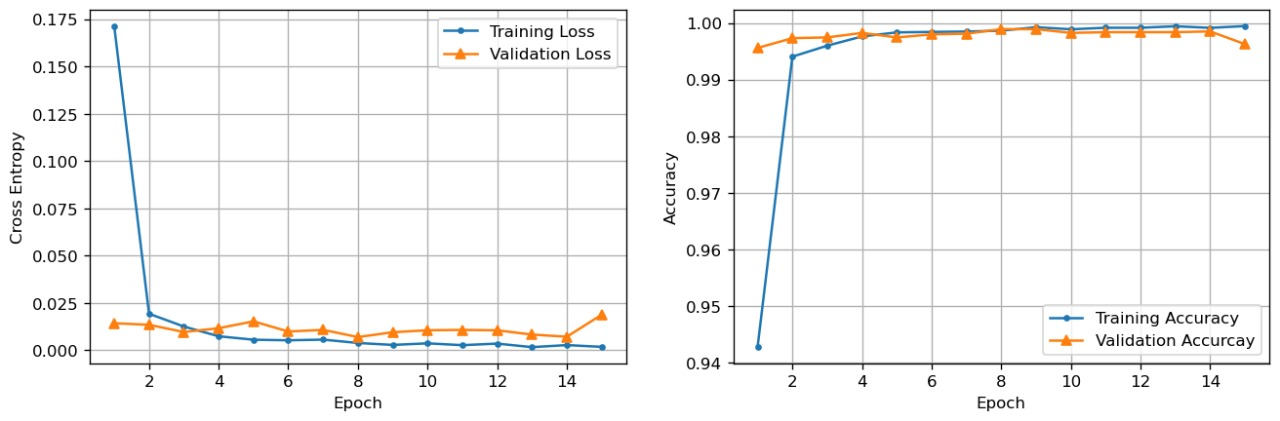 0.175
0.150
0.125
0.100
0.075
0.050
0.025
0.000
Cross Entropy
2 4 6 8 10 12 14
Epoch
Training Loss
Validation Loss
1.00
0.99
0.98
0.97
0.96
0.95
0.94
Accuracy
2 4 6 8 10 12 14
Epoch
Training Accuracy
Validation Accurcay